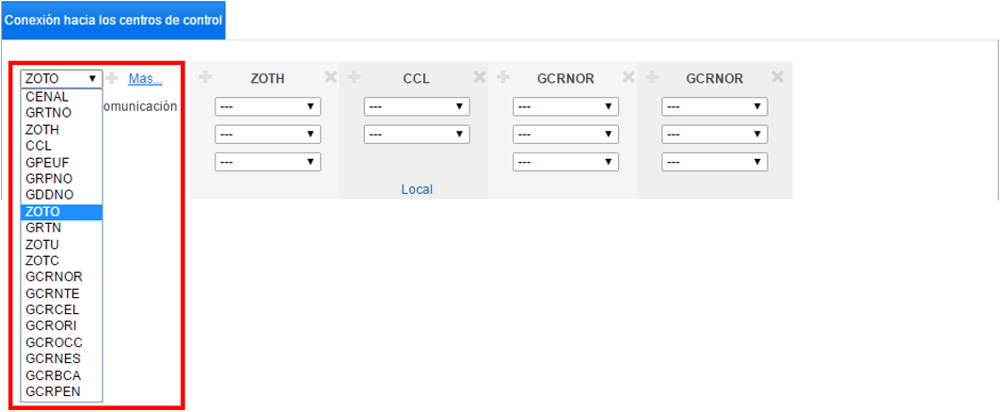 Conexión hacia los centros de control
ZOTO Mas... ZOTH CCL GCRNOR GCRNOR
omunicación
--- --- --- ---
--- --- --- ---
--- --- ---
Local
CENAL
GRTNO
ZOTH
CCL
GPEUF
GRPNO
GDDNO
ZOTO
GRTN
ZOTU
ZOTC
GCRNOR
GCRNTE
GCRCEL
GCRORI
GCROCC
GCRNES
GCRBCA
GCRPEN